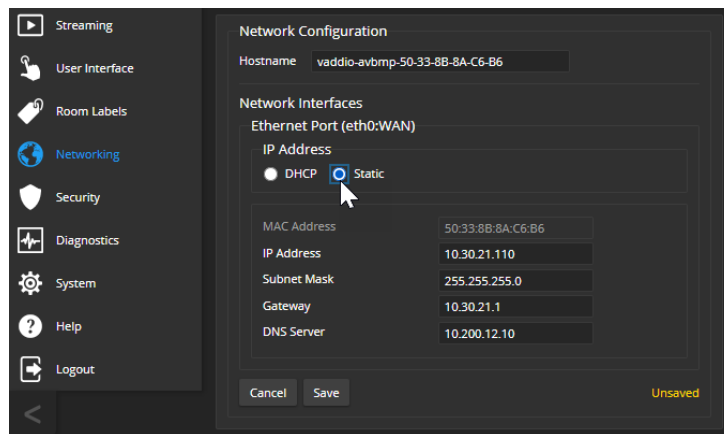 Streaming
User Interface
Room Labels
Networking
Security
Diagnostics
System
Help
Logout
Network Configuration
Hostname vaddio-avbmp-50-33-8B-8A-C6-B6
Network Interfaces
Ethernet Port (eth0:WAN)
IP Address
DHCP Static
MAC Address 50:33:8B:8A:C6:B6
IP Address 10.30.21.110
Subnet Mask 255.255.255.0
Gateway 10.30.21.1
DNS Server 10.200.12.10
Cancel Save Unsaved